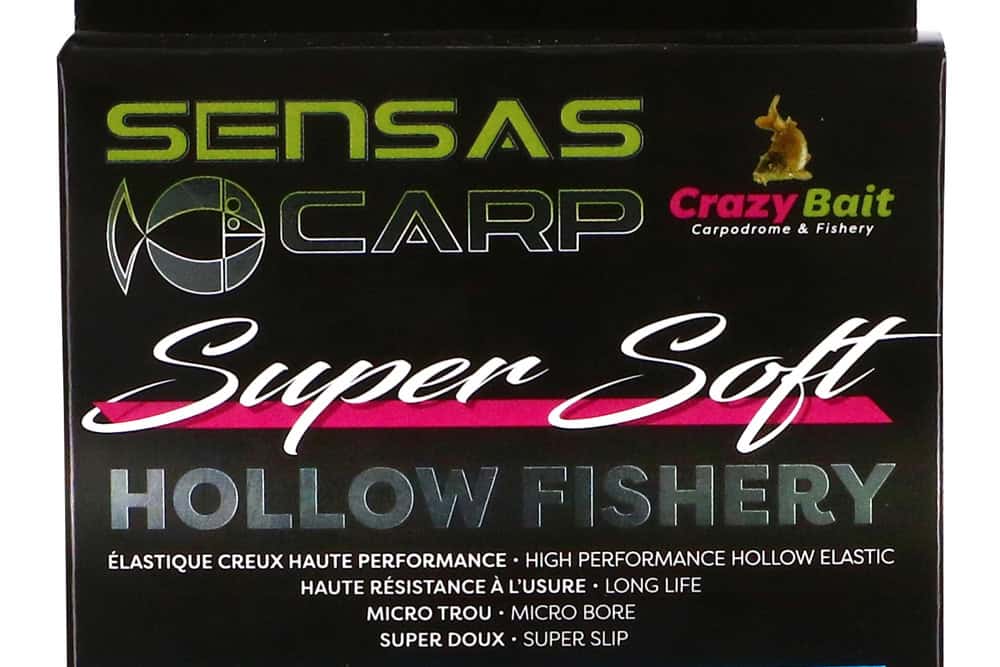 SENSAS
CARP
Crazy Bait
Carpodrome & Fishery
Super Soft
HOLLOW FISHERY
ÉLASTIQUE CREUX HAUTE PERFORMANCE · HIGH PERFORMANCE HOLLOW ELASTIC
HAUTE RÉSISTANCE À L'USURE · LONG LIFE
MICRO TROU · MICRO BORE
SUPER DOUX · SUPER SLIP